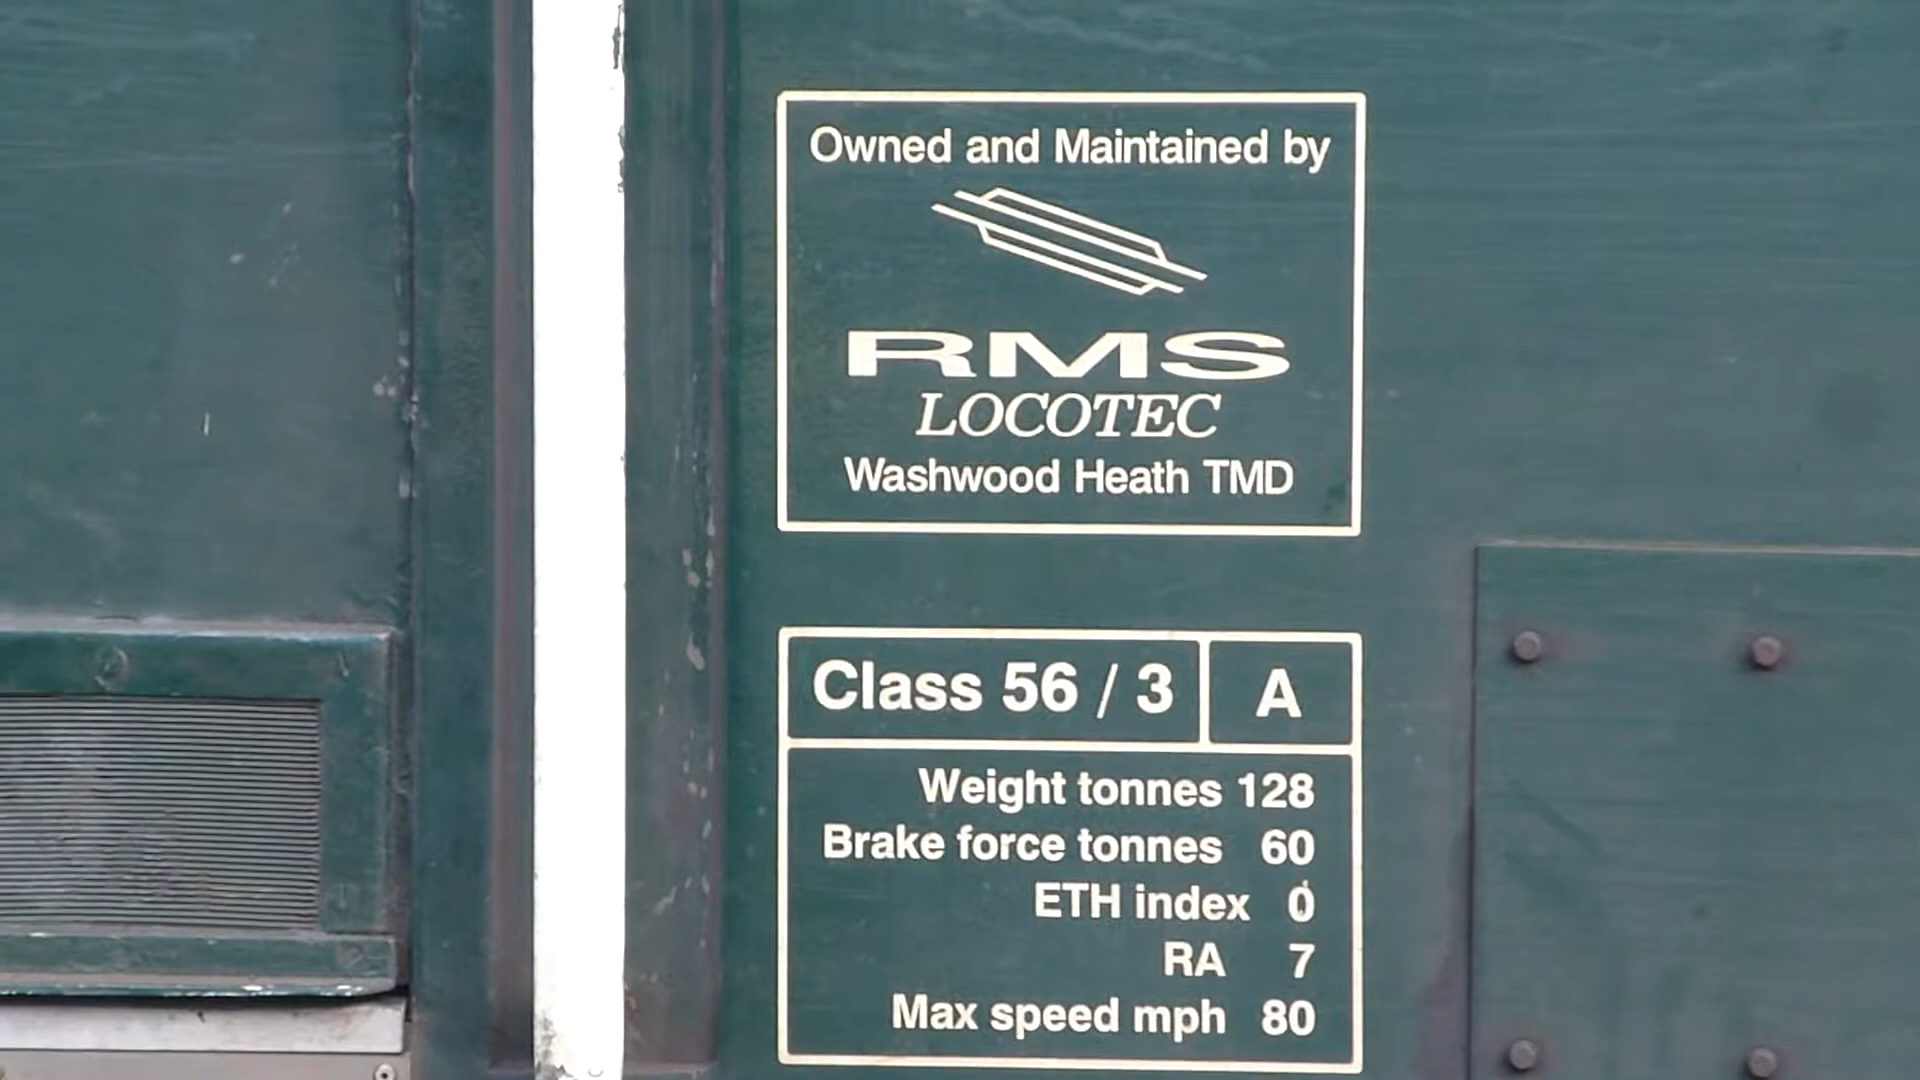 Owned and Maintained by
RMS
LOCOTEC
Washwood Heath TMD
Class 56 / 3 A
Weight tonnes 128
Brake force tonnes 60
ETH index 0
RA 7
Max speed mph 80